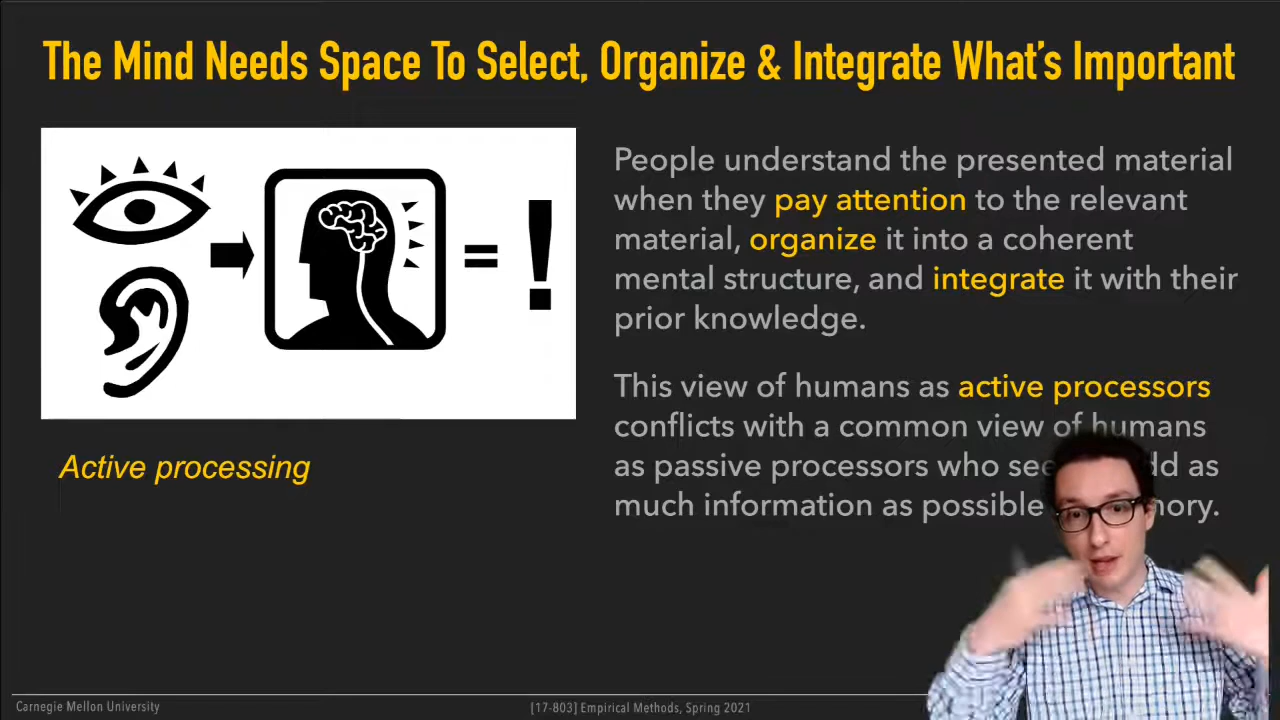 The Mind Needs Space To Select, Organize & Integrate What's Important
People understand the presented material
when they pay attention to the relevant
material, organize it into a coherent
mental structure, and integrate it with their
prior knowledge.
This view of humans as active processors
conflicts with a common view of humans
as passive processors who as
much information as possible
Active processing
Carnegie Mellon University
[17-803] Empirical Methods, Spring 2021